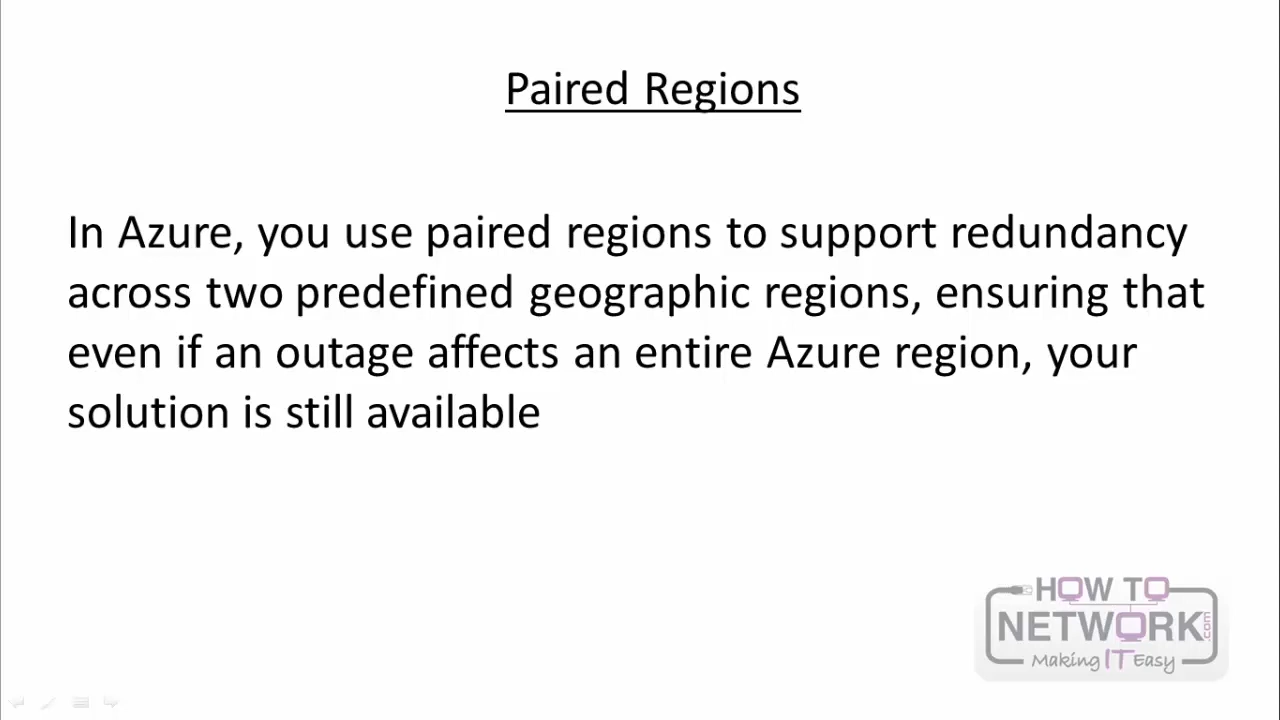 Paired Regions
In Azure, you use paired regions to support redundancy
across two predefined geographic regions, ensuring that
even if an outage affects an entire Azure region, your
solution is still available
HOW TO
NETWORK.com
Making IT Easy